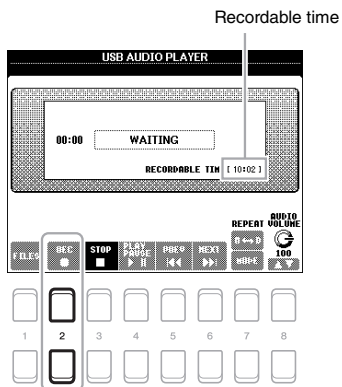 Recordable time
USB AUDIO PLAYER
00:00 WAITING
RECORDABLE TIM [ 10:02 ]
REPEAT AUDIO VOLUME
FILES REC STOP PLAY PAUSE PREV NEXT 100
MODE
1 2 3 4 5 6 7 8